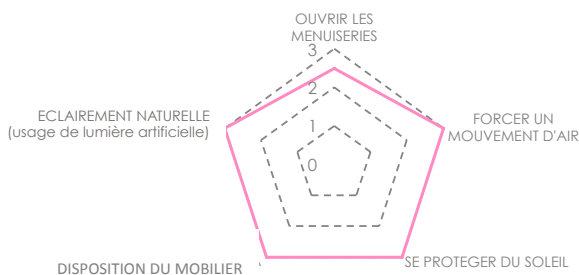 OUVRIR LES
MENUISERIES
3
2
1
0
ECLAIREMENT NATURELLE
(usage de lumière artificielle)
FORCER UN
MOUVEMENT D'AIR
DISPOSITION DU MOBILIER
SE PROTEGER DU SOLEIL